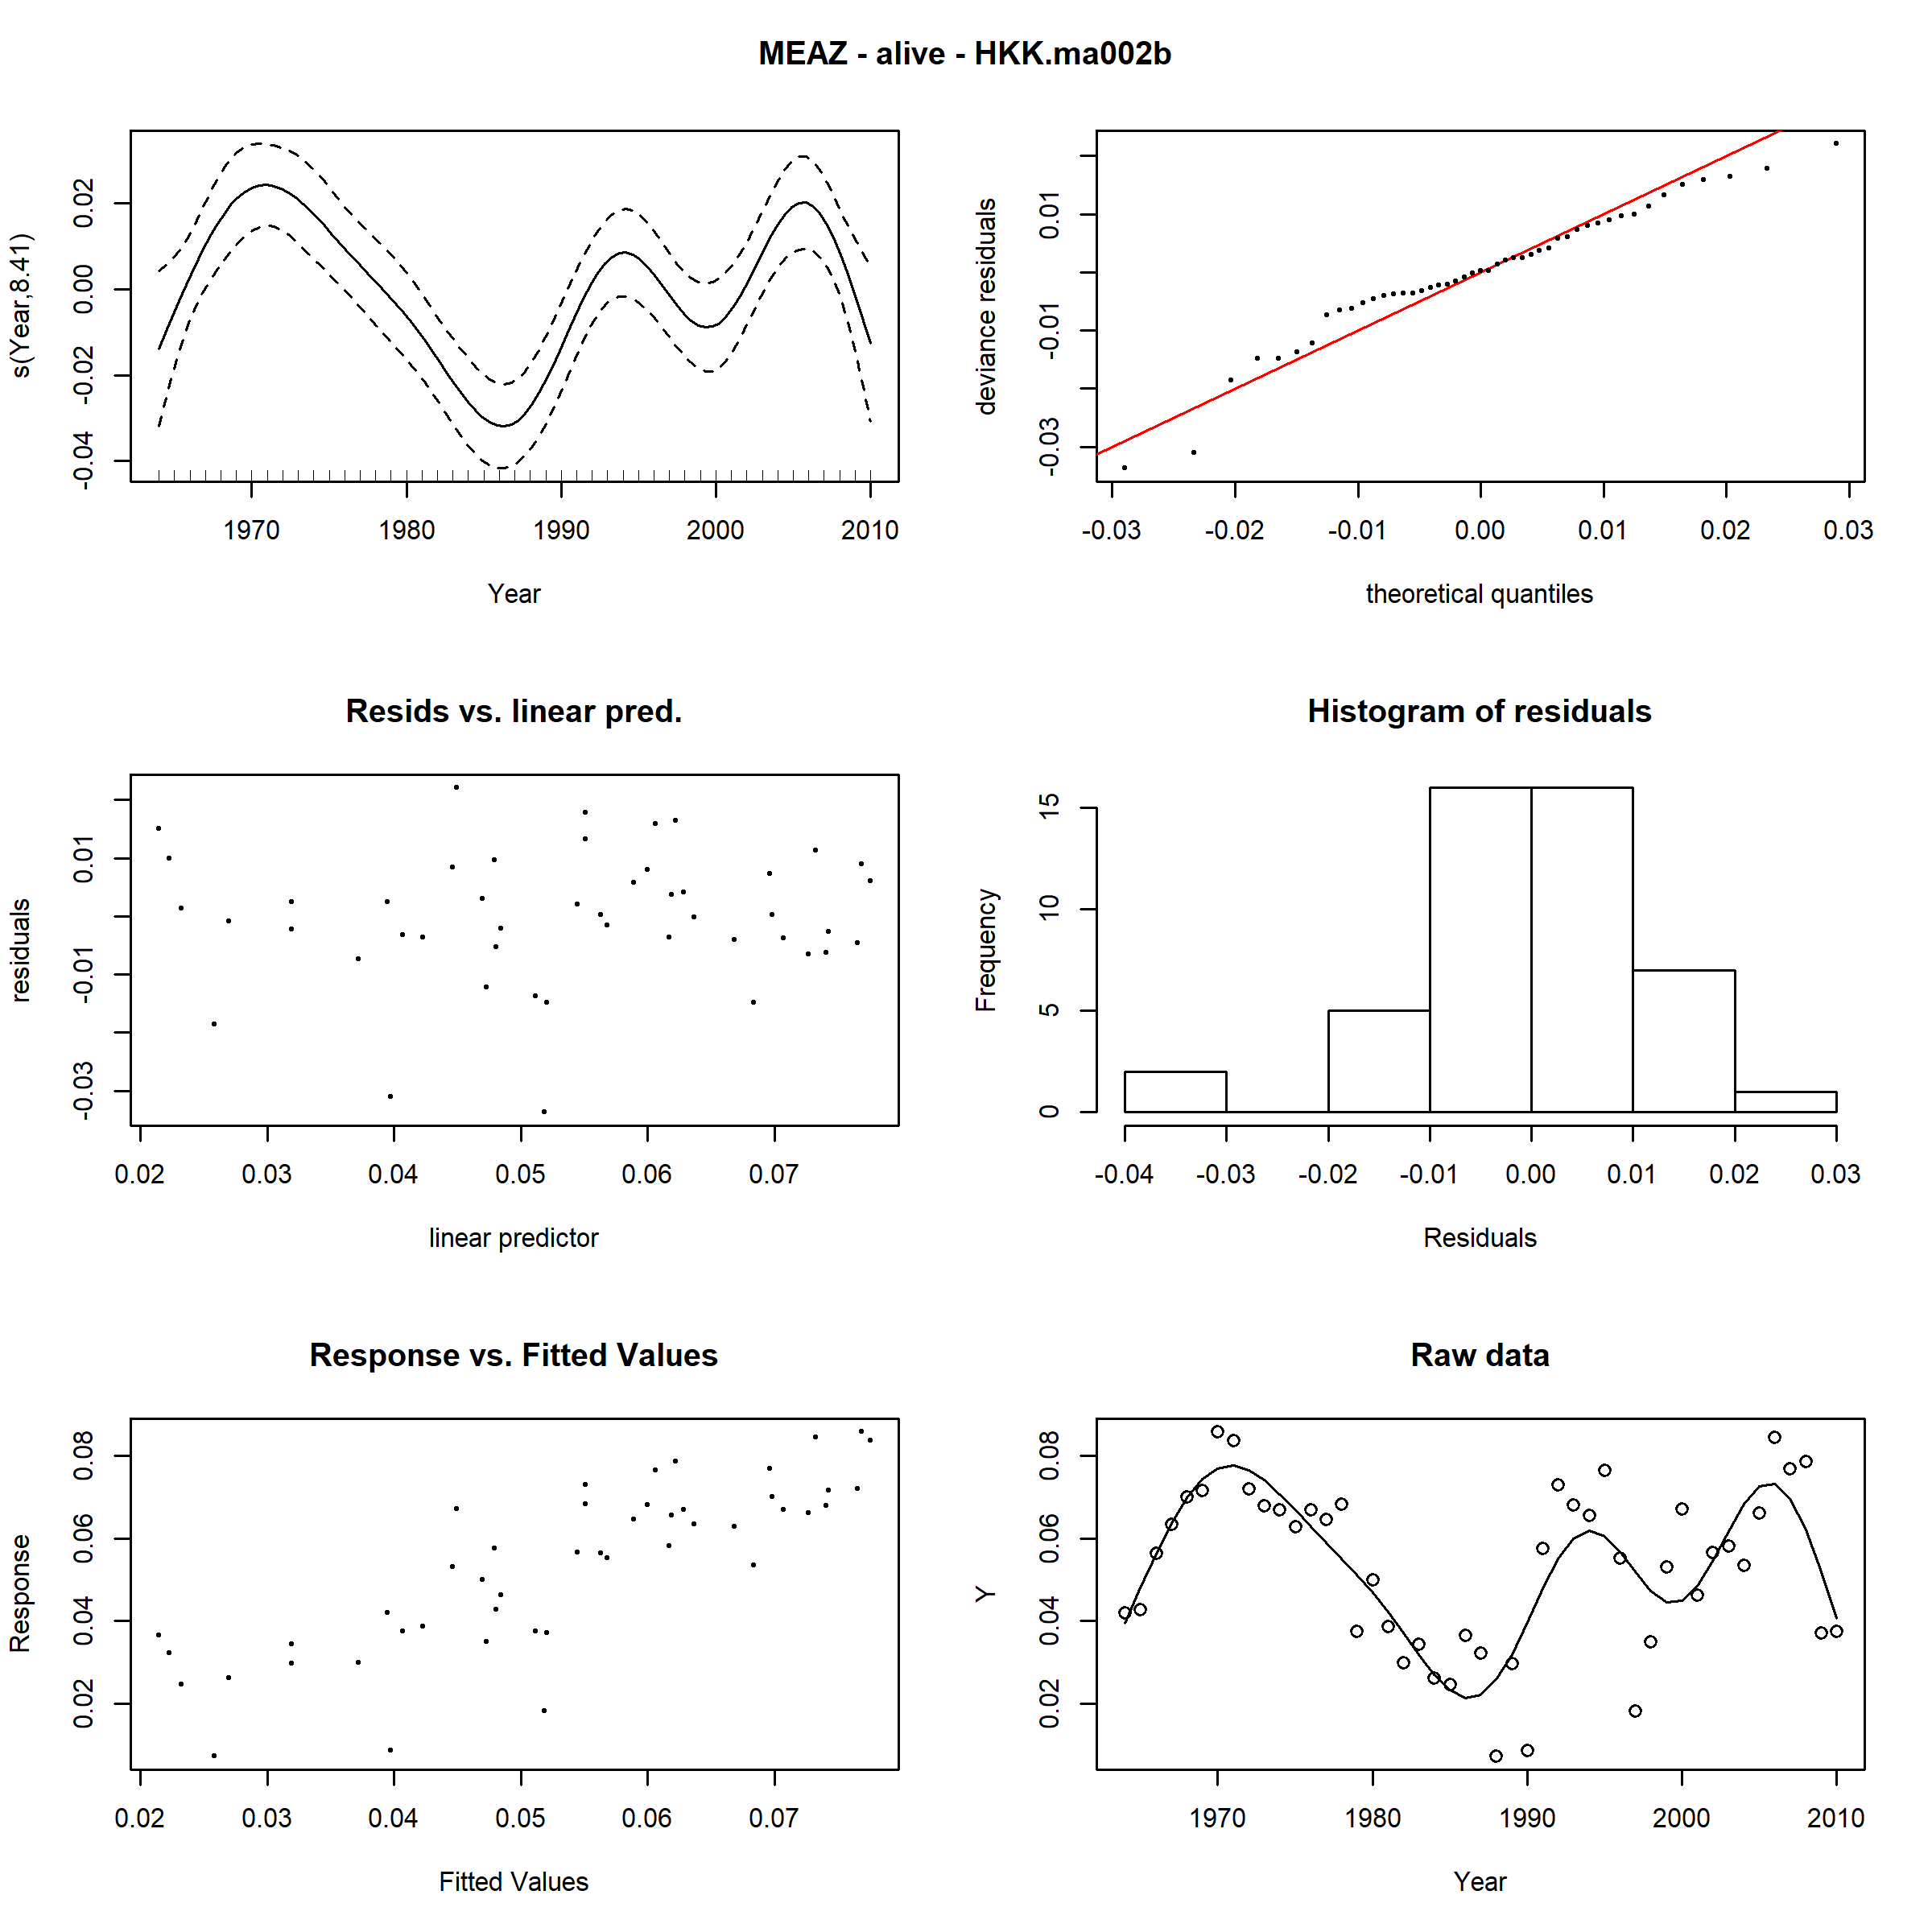 MEAZ - alive - HKK.ma002b
s(Year,8.41)
-0.04 -0.02 0.00 0.02
1970 1980 1990 2000 2010
Year
deviance residuals
-0.03 -0.01 0.01
-0.03 -0.02 -0.01 0.00 0.01 0.02 0.03
theoretical quantiles
Resids vs. linear pred.
residuals
-0.03 -0.01 0.01
0.02 0.03 0.04 0.05 0.06 0.07
linear predictor
Histogram of residuals
Frequency
0 5 10 15
-0.04 -0.03 -0.02 -0.01 0.00 0.01 0.02 0.03
Residuals
Response vs. Fitted Values
Response
0.02 0.04 0.06 0.08
0.02 0.03 0.04 0.05 0.06 0.07
Fitted Values
Raw data
Y
0.02 0.04 0.06 0.08
1970 1980 1990 2000 2010
Year